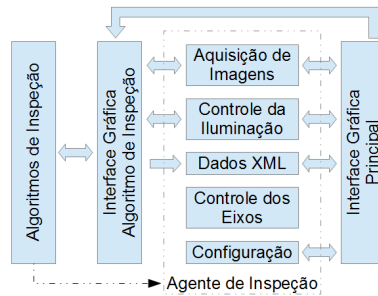 Algoritmos de Inspeção
Interface Gráfica
Algoritmo de Inspeção
Aquisição de
Imagens
Controle da
Iluminação
Dados XML
Controle dos
Eixos
Configuração
Interface Gráfica
Principal
Agente de Inspeção